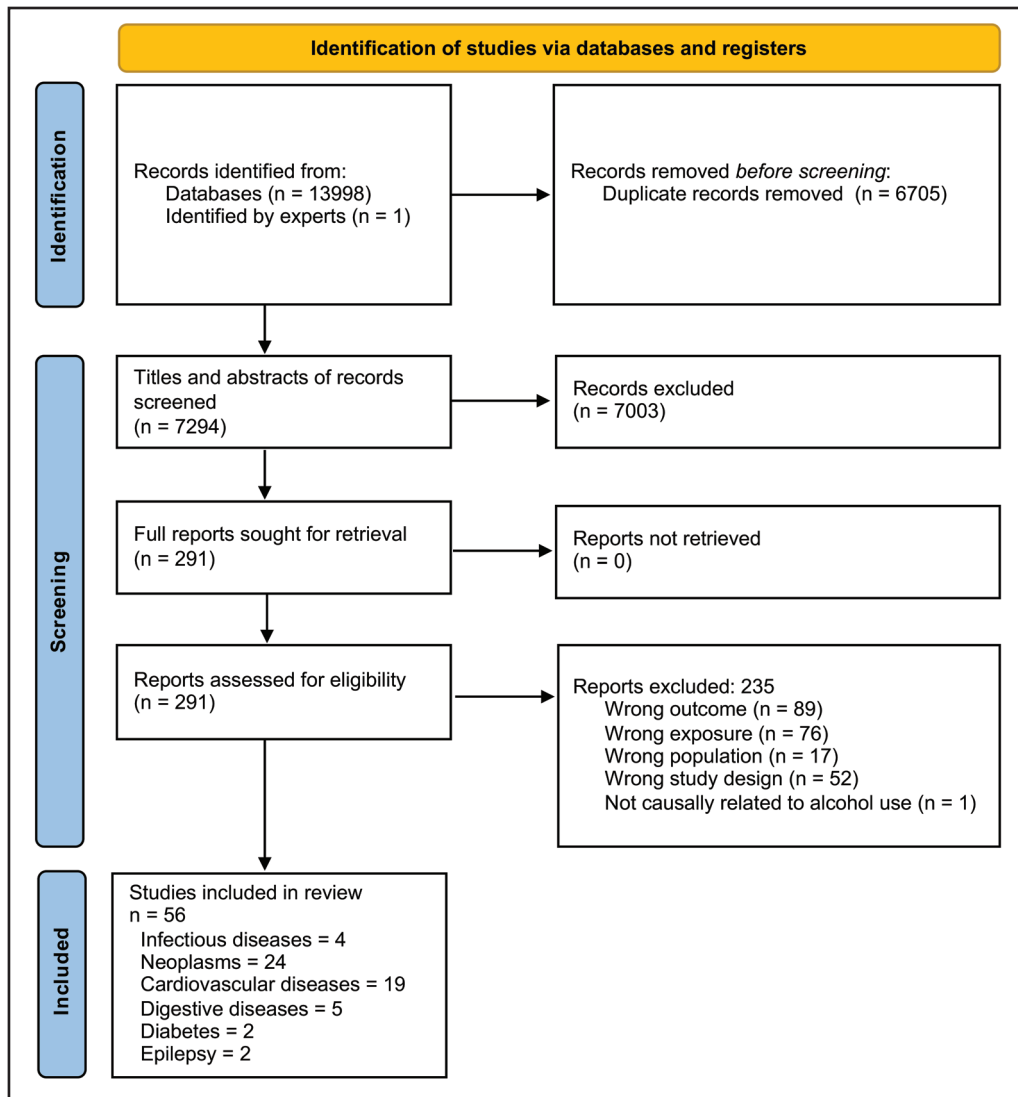 Identification of studies via databases and registers
Identification
Records identified from:
Databases (n = 13998)
Identified by experts (n = 1)
Records removed before screening:
Duplicate records removed (n = 6705)
Screening
Titles and abstracts of records
screened
(n = 7294)
Records excluded
(n = 7003)
Full reports sought for retrieval
(n = 291)
Reports not retrieved
(n = 0)
Reports assessed for eligibility
(n = 291)
Reports excluded: 235
Wrong outcome (n = 89)
Wrong exposure (n = 76)
Wrong population (n = 17)
Wrong study design (n = 52)
Not causally related to alcohol use (n = 1)
Included
Studies included in review
n = 56
Infectious diseases = 4
Neoplasms = 24
Cardiovascular diseases = 19
Digestive diseases = 5
Diabetes = 2
Epilepsy = 2